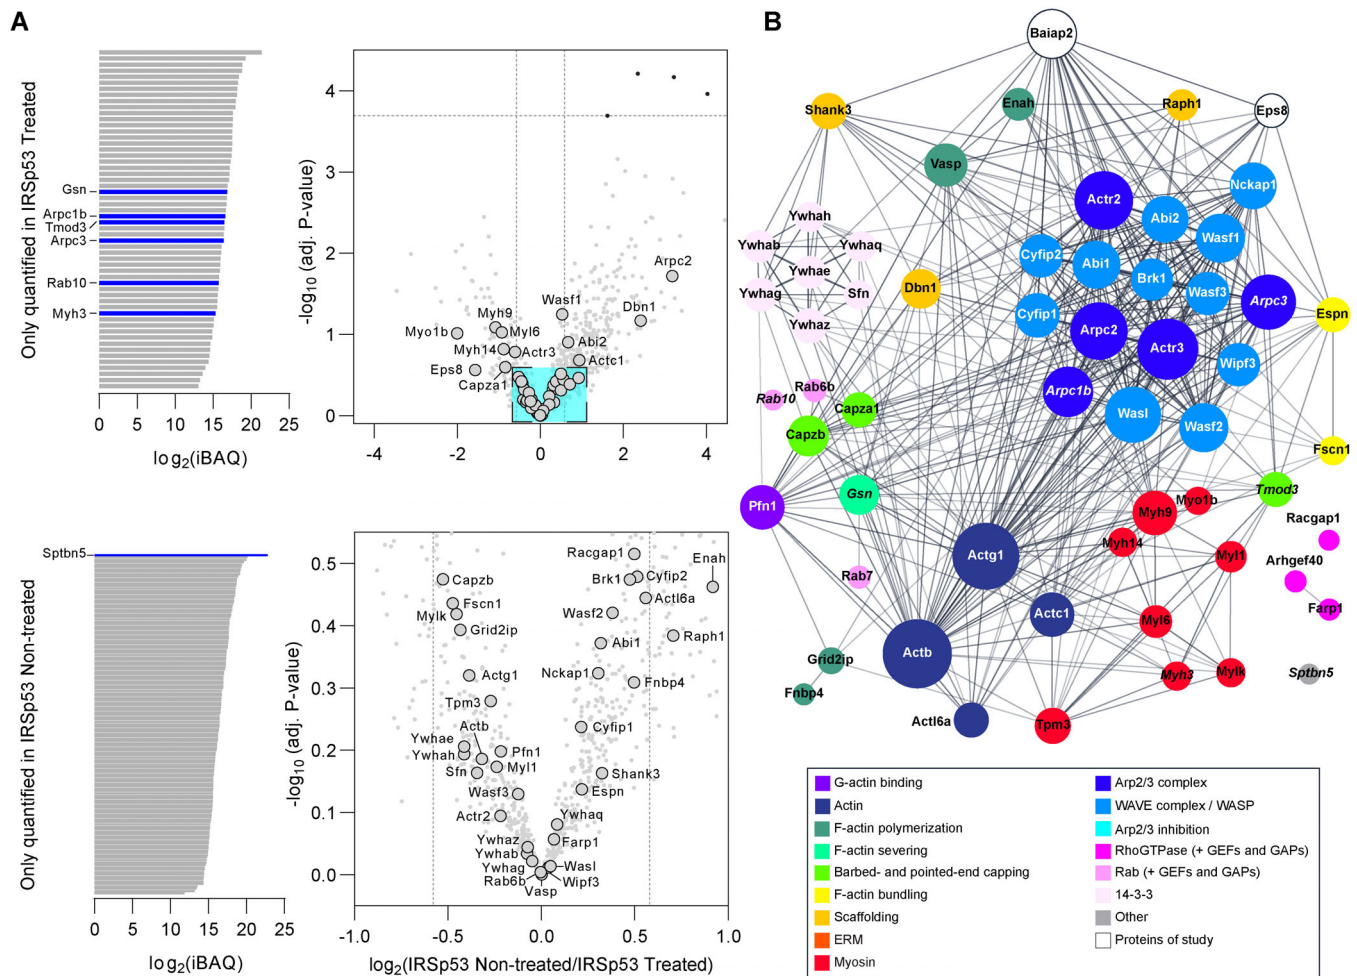 A
Only quantified in IRSp53 Treated
Gsn
Arpc1b
Tmod3
Arpc3
Rab10
Myh3
0 5 10 15 20 25
log2(iBAQ)
-log10 (adj. P-value)
4
3
2
1
0
-4 -2 0 2 4
Arpc2
Dbn1
Wasf1
Myh9
Myo1b
Myl6
Abi2
Myh14
Actr3
Actc1
Eps8
Capza1
Only quantified in IRSp53 Non-treated
Sptbn5
0 5 10 15 20 25
log2(iBAQ)
-log10 (adj. P-value)
0.5
0.4
0.3
0.2
0.1
0.0
-1.0 -0.5 0.0 0.5 1.0
log2(IRSp53 Non-treated/IRSp53 Treated)
Racgap1
Enah
Capzb
Brk1
Cyfip2
Actl6a
Fscn1
Mylk
Wasf2
Grid2ip
Raph1
Abi1
Actg1
Nckap1
Fnbp4
Tpm3
Actb
Cyfip1
Ywhae
Ywhah
Pfn1
Sfn
Myl1
Shank3
Wasf3
Espn
Actr2
Ywhaq
Ywhaz
Farp1
Ywhab
Ywhag
Wasl
Rab6b
Wipf3
Vasp
B
Baiap2
Shank3
Enah
Raph1
Eps8
Vasp
Nckap1
Actr2
Abi2
Ywhah
Wasf1
Ywhab
Ywhaq
Cyfip2
Abi1
Ywhae
Brk1
Ywhag
Sfn
Dbn1
Wasf3
Arpc3
Ywhaz
Cyfip1
Arpc2
Espn
Actr3
Wipf3
Rab6b
Rab10
Arpc1b
Capza1
Wasl
Capzb
Wasf2
Fscn1
Gsn
Tmod3
Pfn1
Myo1b
Myh9
Racgap1
Myh14
Actg1
Myl1
Arhgef40
Rab7
Farp1
Actc1
Myl6
Actb
Grid2ip
Myh3
Mylk
Sptbn5
Fnbp4
Actl6a
Tpm3
G-actin binding
Actin
F-actin polymerization
F-actin severing
Barbed- and pointed-end capping
F-actin bundling
Scaffolding
ERM
Myosin
Arp2/3 complex
WAVE complex / WASP
Arp2/3 inhibition
RhoGTPase (+ GEFs and GAPs)
Rab (+ GEFs and GAPs)
14-3-3
Other
Proteins of study